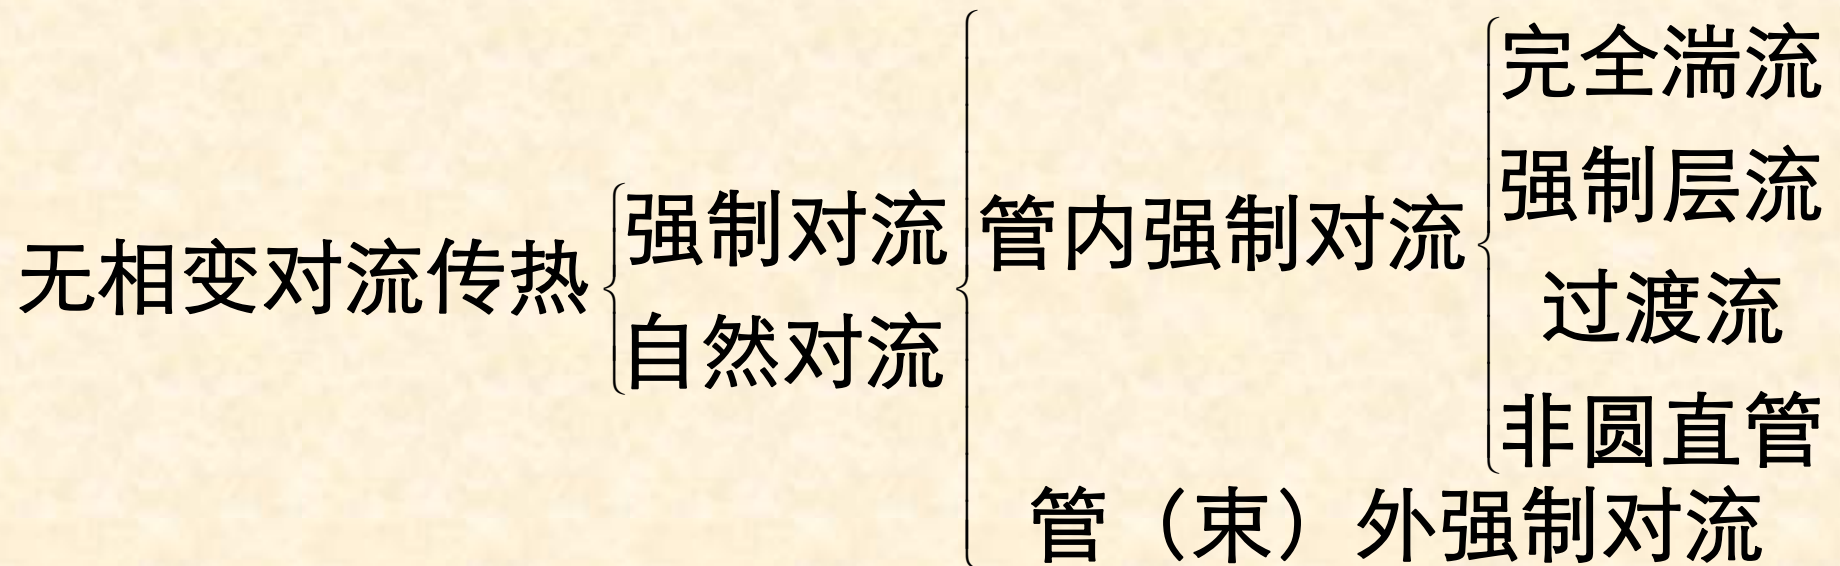 无相变对流传热
强制对流
自然对流
管内强制对流
完全湍流
强制层流
过渡流
非圆直管
管（束）外强制对流